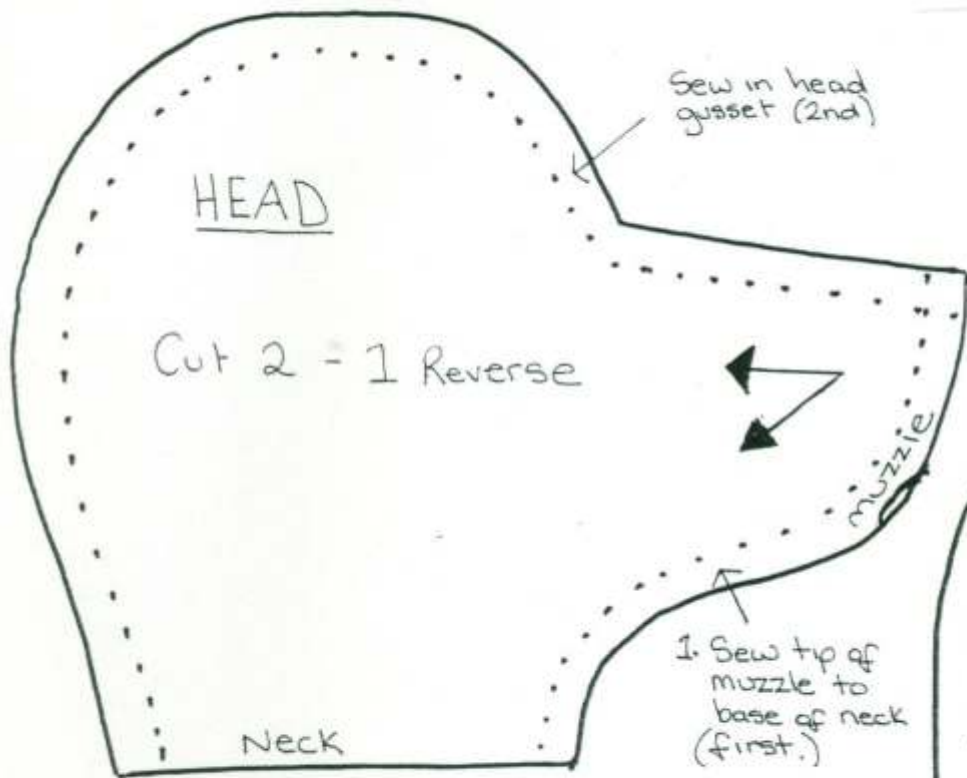 Sew in head
gusset (2nd)
HEAD
Cut 2 - 1 Reverse
muzzle
1. Sew tip of
muzzle to
base of neck
(first.)
Neck